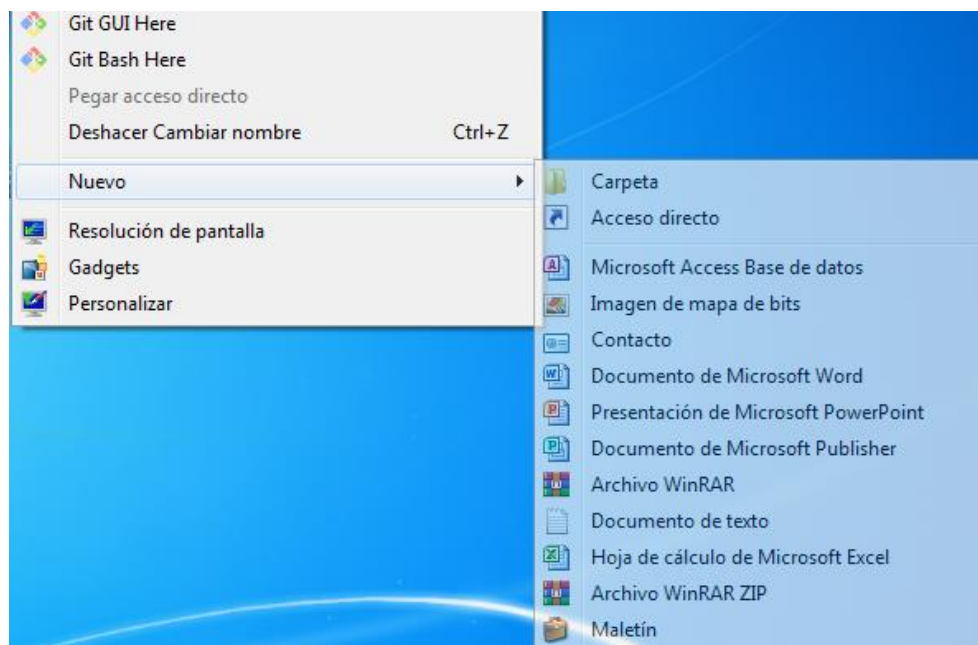 Git GUI Here
Git Bash Here
Pegar acceso directo
Deshacer Cambiar nombre Ctrl+Z
Nuevo
Resolución de pantalla
Gadgets
Personalizar
Carpeta
Acceso directo
Microsoft Access Base de datos
Imagen de mapa de bits
Contacto
Documento de Microsoft Word
Presentación de Microsoft PowerPoint
Documento de Microsoft Publisher
Archivo WinRAR
Documento de texto
Hoja de cálculo de Microsoft Excel
Archivo WinRAR ZIP
Maletín